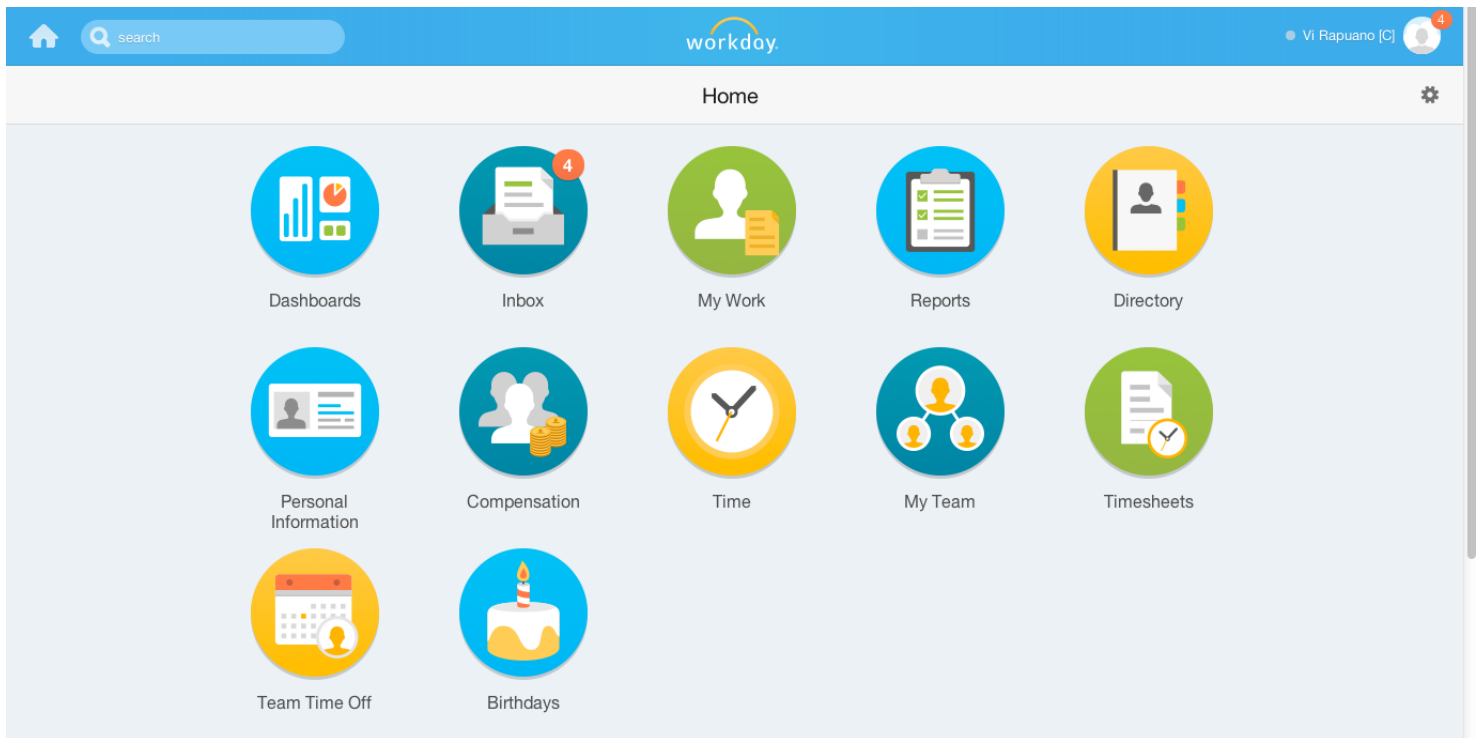 search
workday.
Vi Rapuano [C]
4
Home
4
Dashboards
Inbox
My Work
Reports
Directory
Personal
Information
Compensation
Time
My Team
Timesheets
Team Time Off
Birthdays